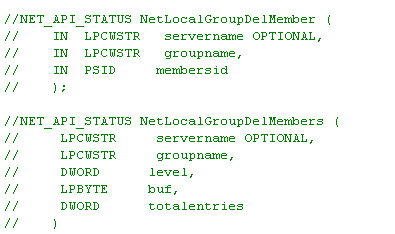 //NET_API_STATUS NetLocalGroupDelMember (
//     IN  LPCWSTR   servername OPTIONAL,
//     IN  LPCWSTR   groupname,
//     IN  PSID     membersid
//     );
//NET_API_STATUS NetLocalGroupDelMembers (
//      LPCWSTR     servername OPTIONAL,
//      LPCWSTR     groupname,
//      DWORD      level,
//      LPBYTE     buf,
//      DWORD      totalentries
//     )